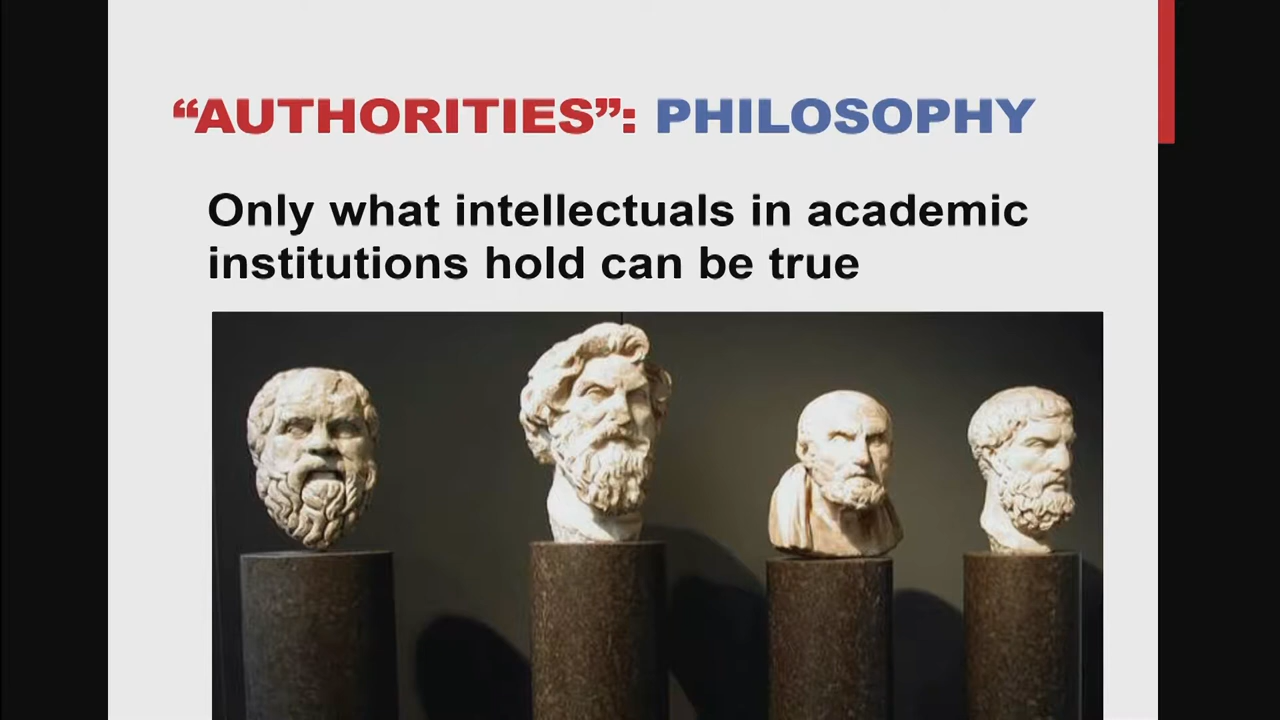 “AUTHORITIES”: PHILOSOPHY
Only what intellectuals in academic
institutions hold can be true